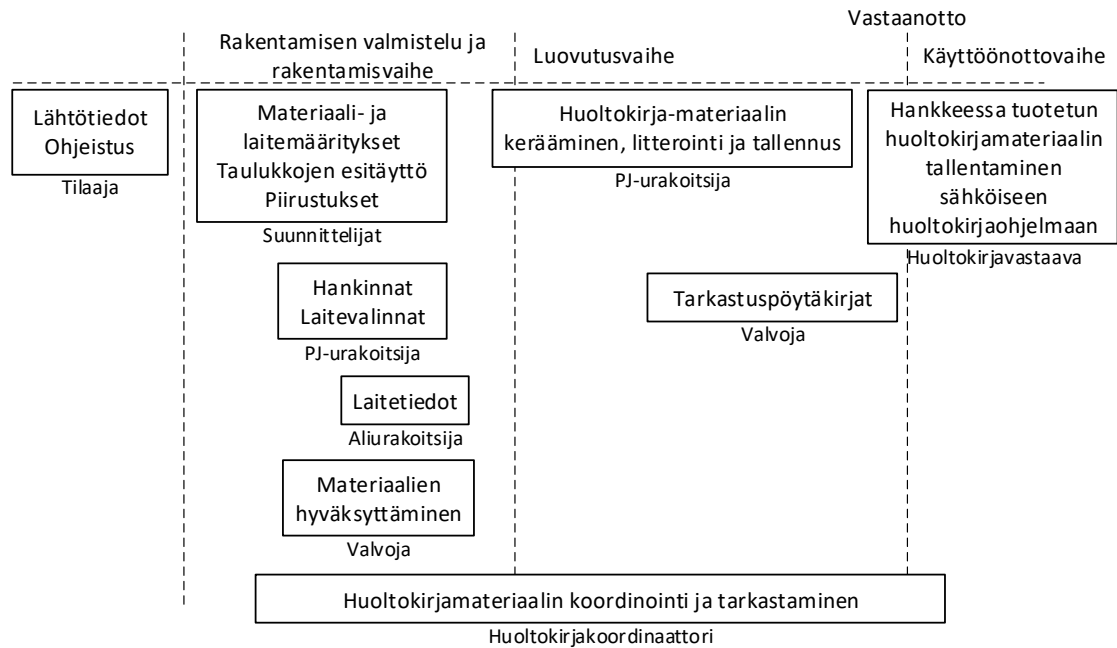 Vastaanotto
Rakentamisen valmistelu ja
rakentamisvaihe
Luovutusvaihe
Käyttöönottovaihe
Lähtötiedot
Ohjeistus
Tilaaja
Materiaali- ja
laitemääritykset
Taulukkojen esitäyttö
Piirustukset
Suunnittelijat
Huoltokirja-materiaalin
kerääminen, litterointi ja tallennus
PJ-urakoitsija
Hankkeessa tuotetun
huoltokirjamateriaalin
tallentaminen
sähköiseen
huoltokirjaohjelmaan
Huoltokirjavastaava
Hankinnat
Laitevalinnat
PJ-urakoitsija
Tarkastuspöytäkirjat
Valvoja
Laitetiedot
Aliurakoitsija
Materiaalien
hyväksyttäminen
Valvoja
Huoltokirjamateriaalin koordinointi ja tarkastaminen
Huoltokirjakoordinaattori